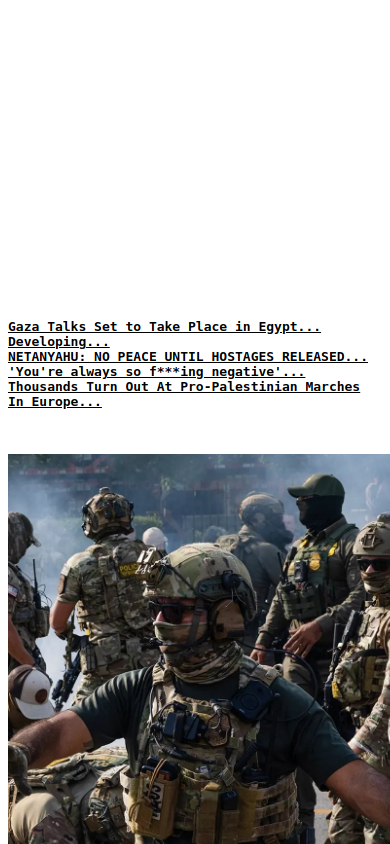 Gaza Talks Set to Take Place in Egypt...
Developing...
NETANYAHU: NO PEACE UNTIL HOSTAGES RELEASED...
'You're always so f***ing negative'...
Thousands Turn Out At Pro-Palestinian Marches
In Europe...
POLICE